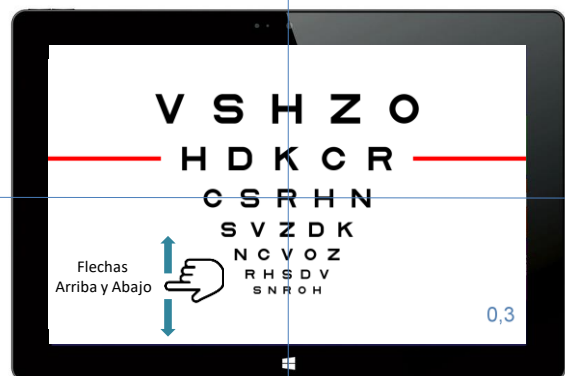 V S H Z O
H D K C R
C S R H N
S V Z D K
N C V O Z
R H S D V
S N R O H
Flechas
Arriba y Abajo
0,3